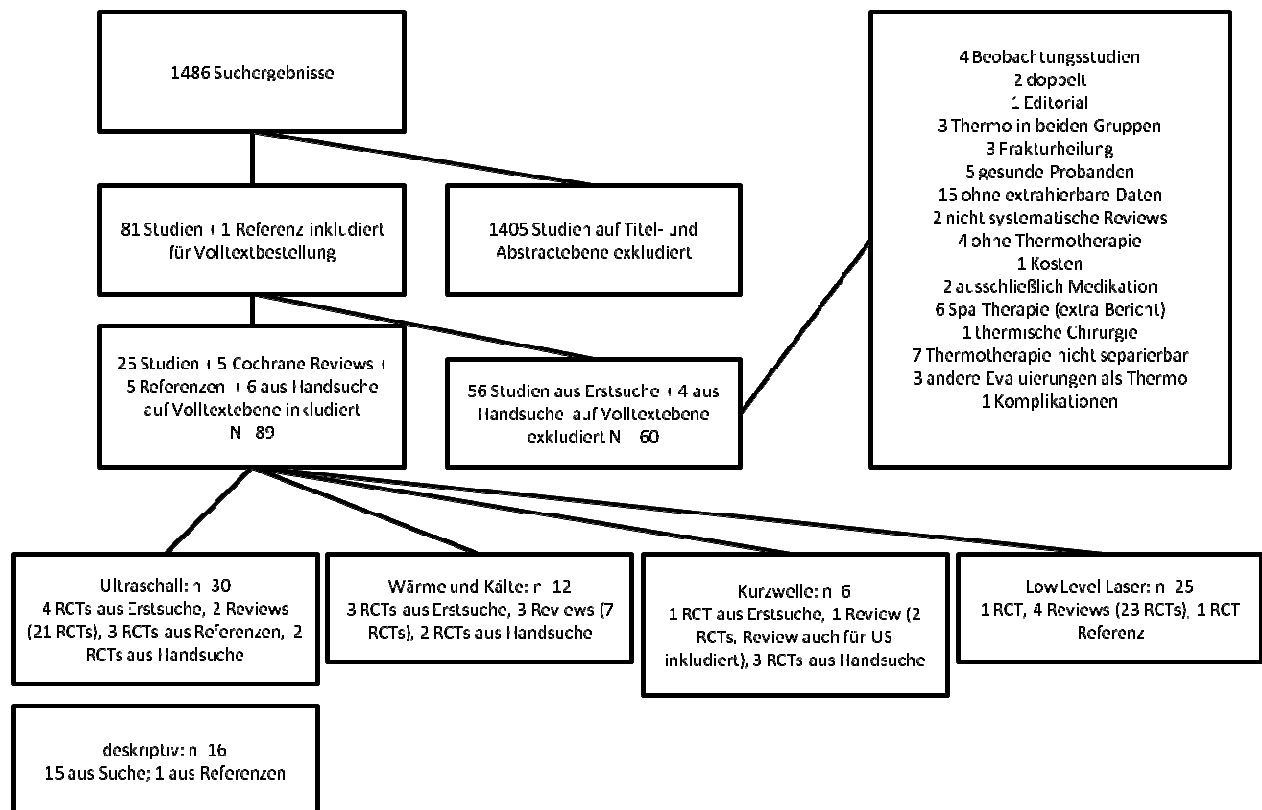 1486 Suchergebnisse
81 Studien + 1 Referenz inkludiert
für Volltextbestellung
1405 Studien auf Titel- und
Abstractebene exkludiert
4 Beobachtungsstudien
2 doppelt
1 Editorial
3 Thermo in beiden Gruppen
3 Frakturheilung
5 gesunde Probanden
15 ohne extrahierbare Daten
2 nicht systematische Reviews
4 ohne Thermotherapie
1 Kosten
2 ausschließlich Medikation
6 Spa Therapie (extra Bericht)
1 thermische Chirurgie
7 Thermotherapie nicht separierbar
3 andere Evaluierungen als Thermo
1 Komplikationen
25 Studien + 5 Cochrane Reviews +
5 Referenzen + 6 aus Handsuche
auf Volltextebene inkludiert
N 89
56 Studien aus Erstsuche + 4 aus
Handsuche auf Volltextebene
exkludiert N 60
Ultraschall: n 30
4 RCTs aus Erstsuche, 2 Reviews
(21 RCTs), 3 RCTs aus Referenzen, 2
RCTs aus Handsuche
Wärme und Kälte: n 12
3 RCTs aus Erstsuche, 3 Reviews (7
RCTs), 2 RCTs aus Handsuche
Kurzwelle: n 6
1 RCT aus Erstsuche, 1 Review (2
RCTs, Review auch für US
inkludiert), 3 RCTs aus Handsuche
Low Level Laser: n 25
1 RCT, 4 Reviews (23 RCTs), 1 RCT
Referenz
deskriptiv: n 16
15 aus Suche; 1 aus Referenzen